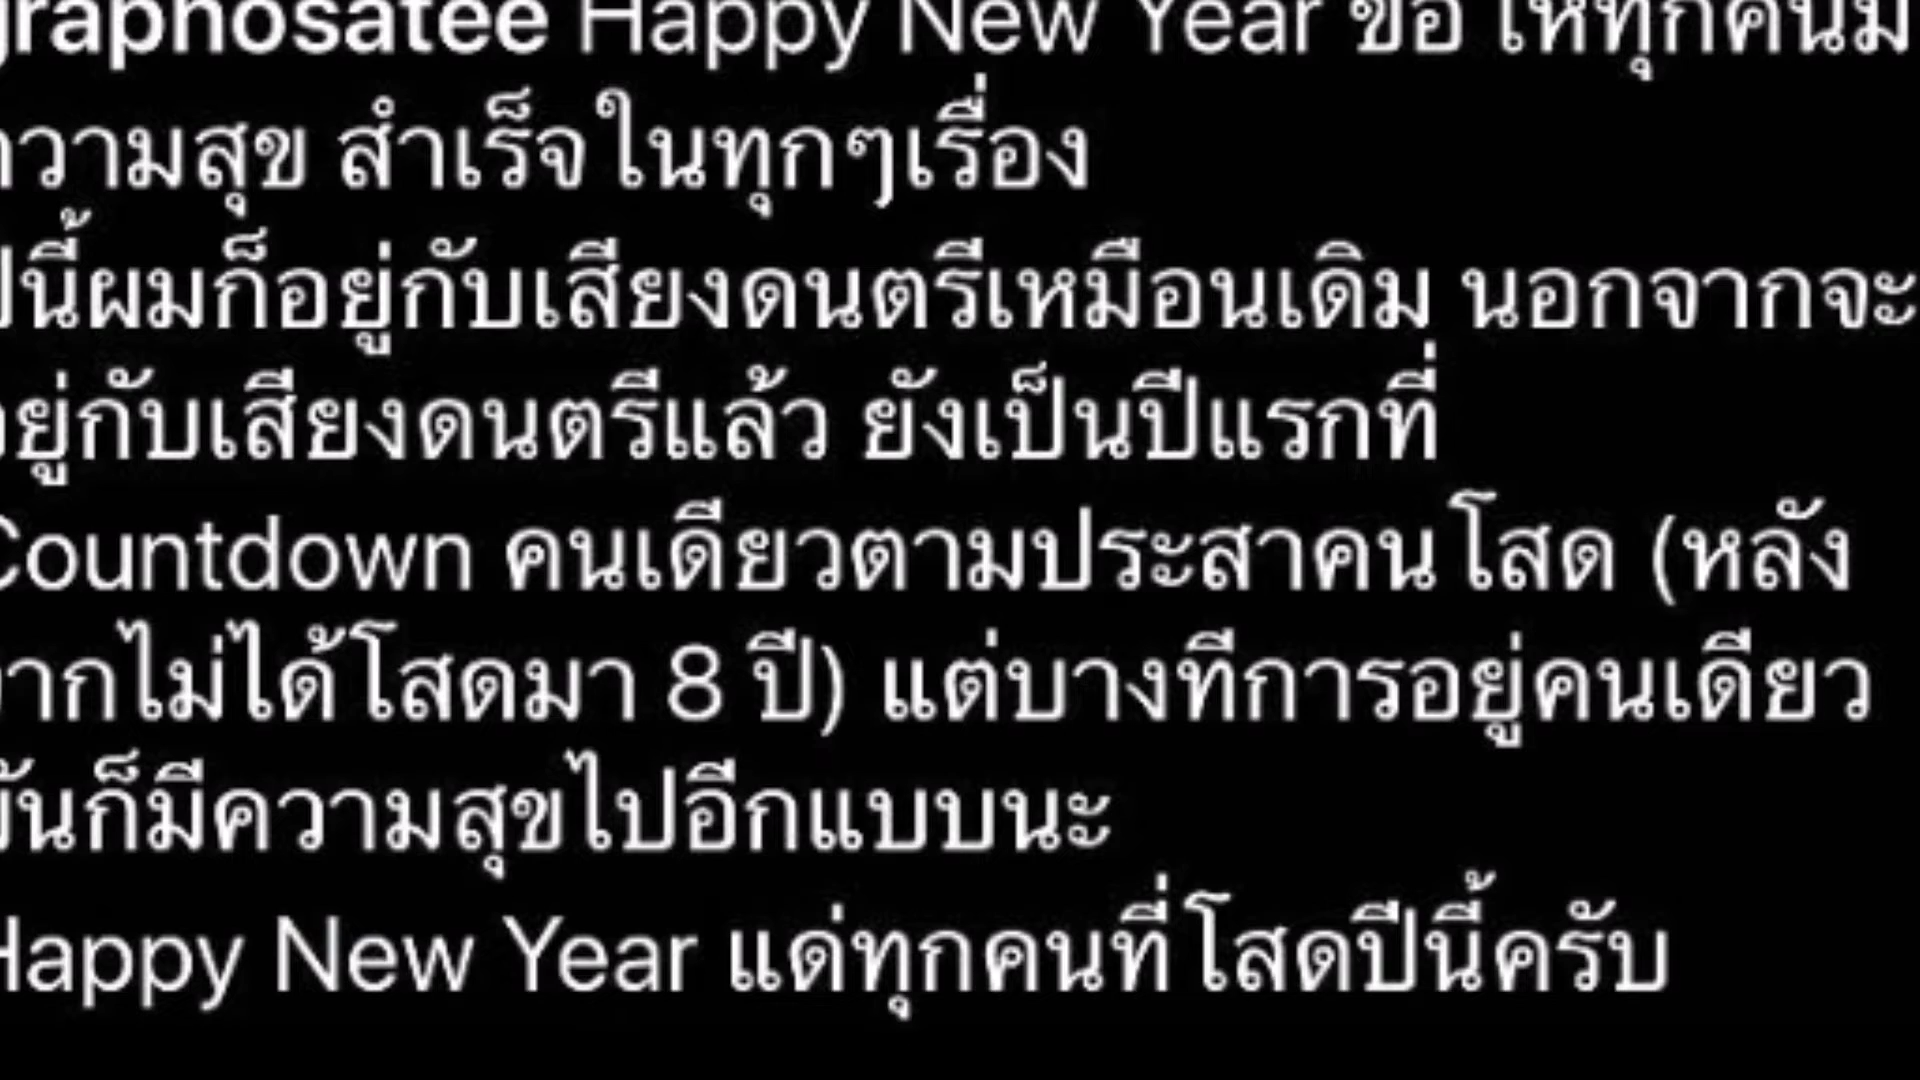 graphosatee Happy New Year ขอ ให้ทุกคนมี
ความสุข สำเร็จในทุกๆเรื่อง
ปีนี้ผมก็อยู่กับเสียงดนตรีเหมือนเดิม นอกจากจะ
อยู่กับเสียงดนตรีแล้ว ยังเป็นปีแรกที่
Countdown คนเดียวตามประสาคนโสด (หลัง
จากไม่ได้โสดมา 8 ปี) แต่บางทีการอยู่คนเดียว
มันก็มีความสุขไปอีกแบบนะ
Happy New Year แด่ทุกคนที่โสดปีนี้ครับ